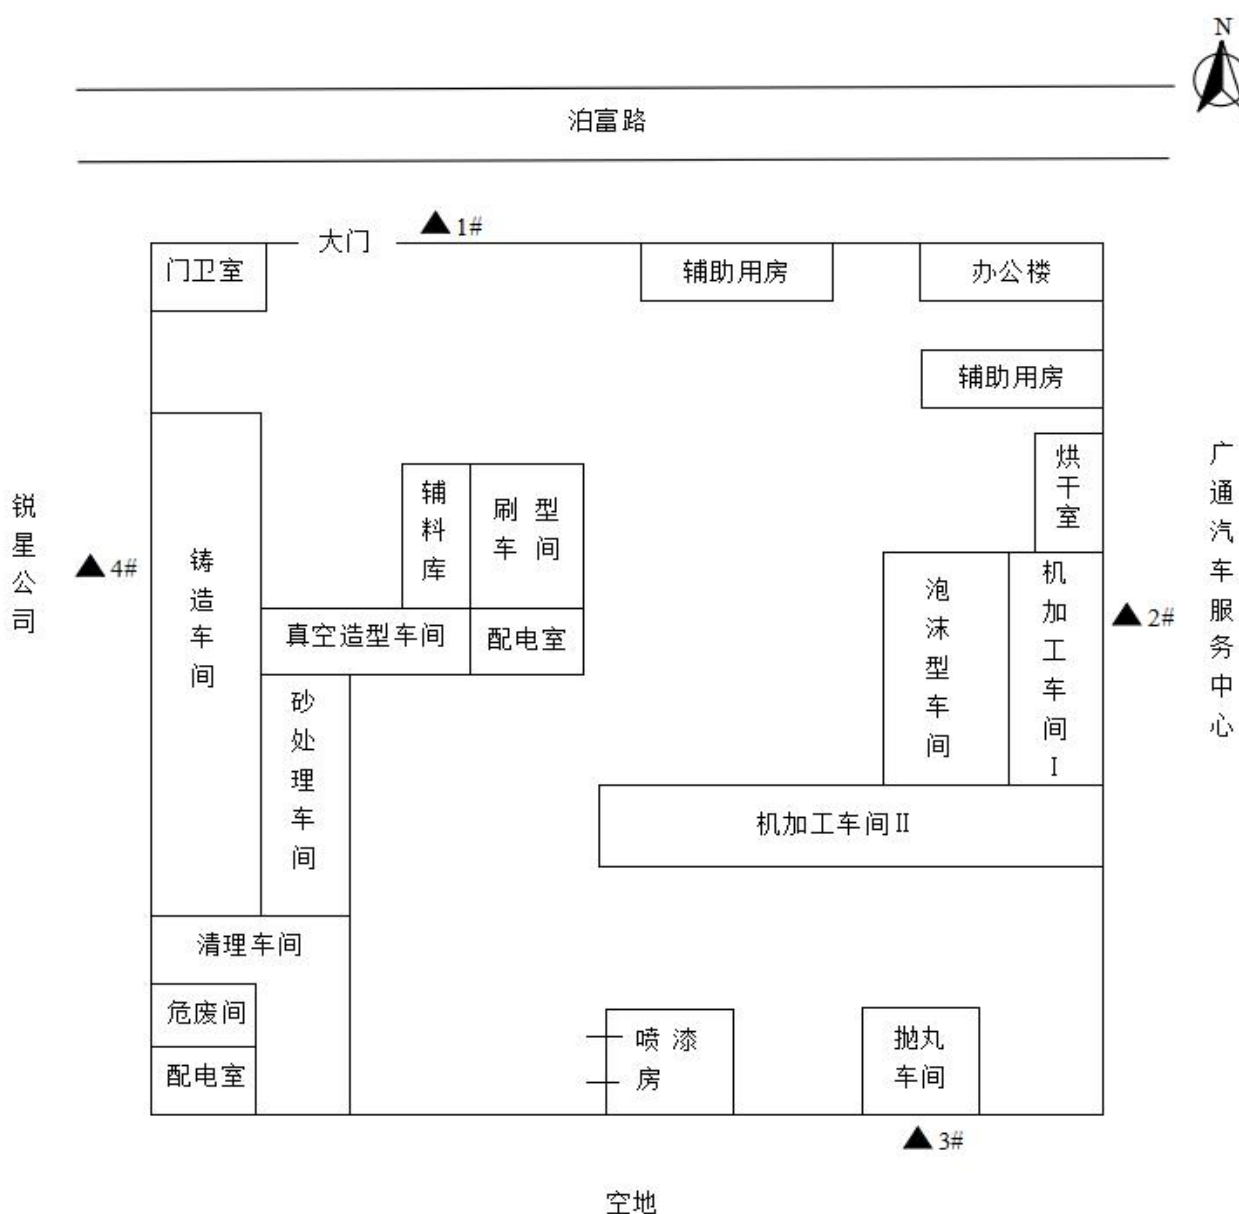 N
泊富路
▲1#
大门
门卫室
辅助用房
办公楼
辅助用房
烘干室
广通汽车服务中心
锐星公司
▲4#
铸造车间
辅料库
刷型
车间
真空造型车间
配电室
泡沫型车间
机加工车间Ⅰ
▲2#
砂处理车间
机加工车间Ⅱ
清理车间
危废间
配电室
喷漆
房
抛丸
车间
▲3#
空地